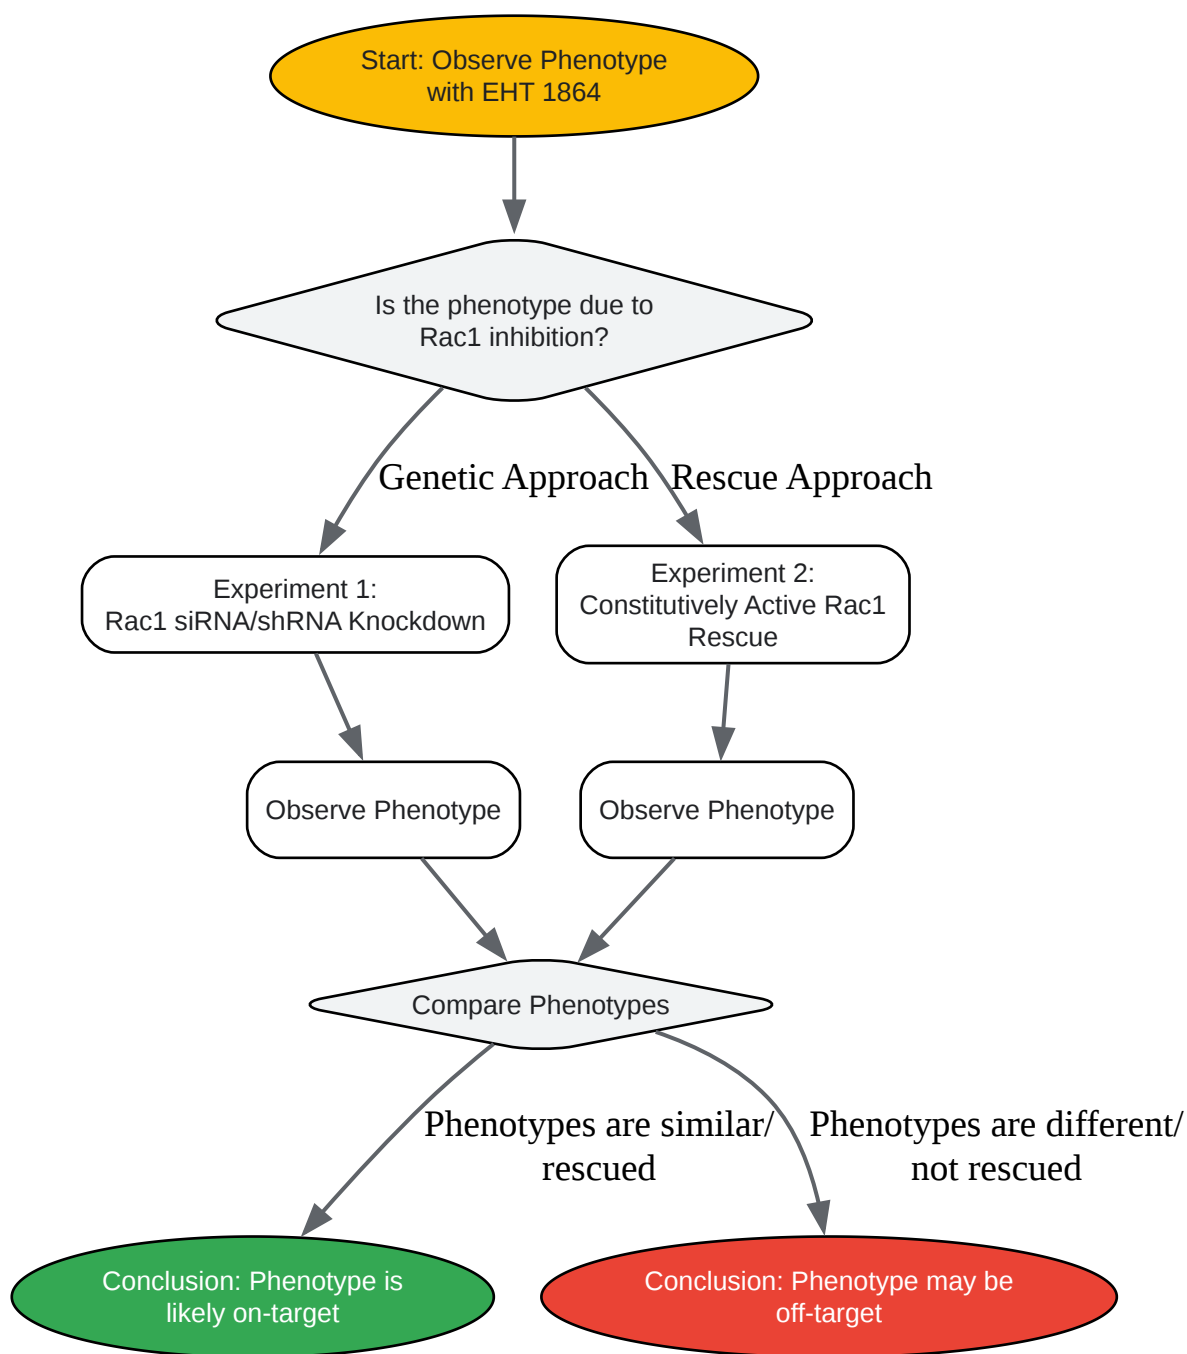 Start: Observe Phenotype
with EHT 1864
Is the phenotype due to
Rac1 inhibition?
Genetic Approach
Rescue Approach
Experiment 1:
Rac1 siRNA/shRNA Knockdown
Experiment 2:
Constitutively Active Rac1
Rescue
Observe Phenotype
Observe Phenotype
Compare Phenotypes
Phenotypes are similar/
rescued
Phenotypes are different/
not rescued
Conclusion: Phenotype is
likely on-target
Conclusion: Phenotype may be
off-target